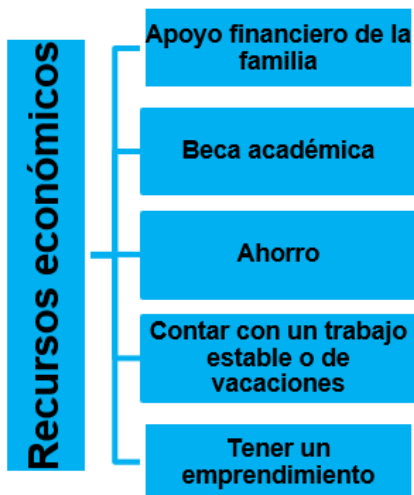 Recursos económicos
Apoyo financiero de la
familia
Beca académica
Ahorro
Contar con un trabajo
estable o de
vacaciones
Tener un
emprendimiento